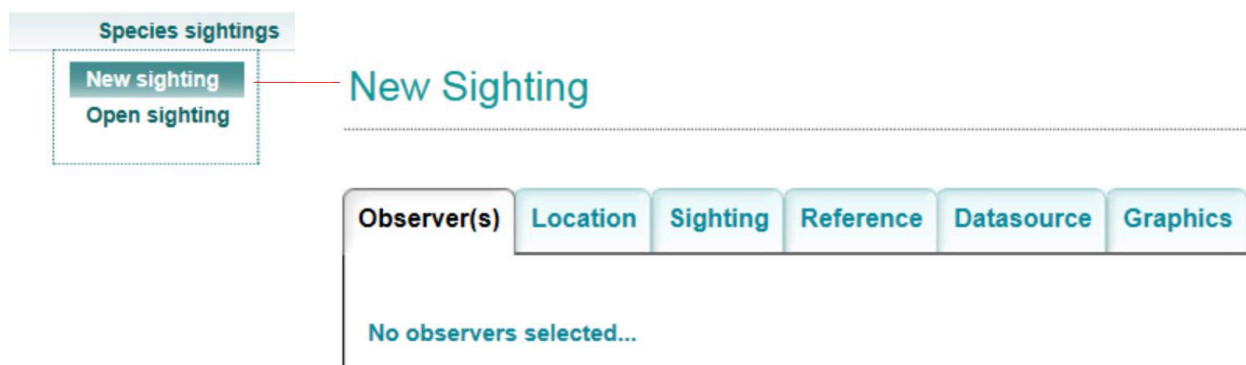 Species sightings
New sighting
Open sighting
New Sighting
Observer(s) Location Sighting Reference Datasource Graphics
No observers selected...